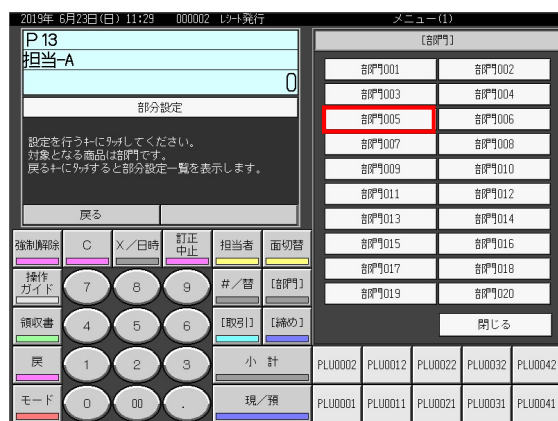 2019年 6月23日(日) 11:29 000002 レシート発行 メニュー(1)
P13
担当-A
0
部分設定
設定を行うキーにタッチしてください。
対象となる商品は部門です。
戻るキーにタッチすると部分設定一覧を表示します。
戻る
[部門]
部門001 部門002
部門003 部門004
部門005 部門006
部門007 部門008
部門009 部門010
部門011 部門012
部門013 部門014
部門015 部門016
部門017 部門018
部門019 部門020
閉じる
強制解除 C X/日時 訂正中止 担当者 面切替
操作ガイド 7 8 9 #/替 [部門]
領収書 4 5 6 [取引] [締め]
戻 1 2 3 小 計
モード 0 00 . 現/預
PLU0002 PLU0012 PLU0022 PLU0032 PLU0042
PLU0001 PLU0011 PLU0021 PLU0031 PLU0041